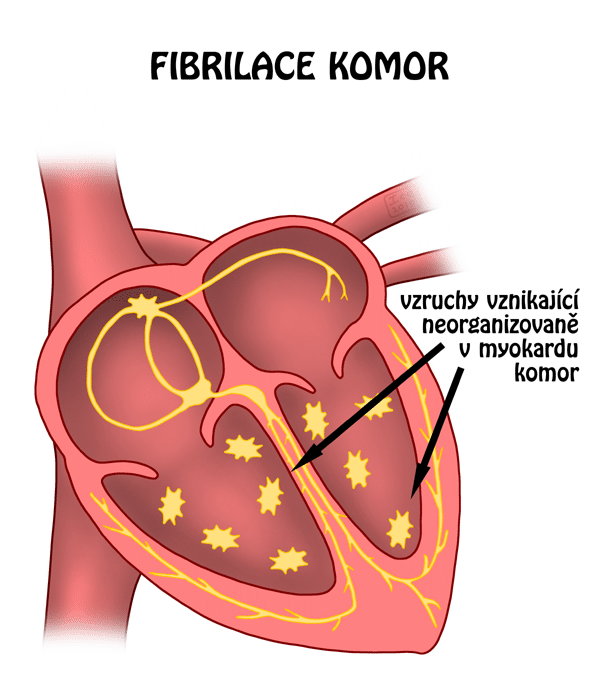 FIBRILACE KOMOR
vzruchy vznikající
neorganizovaně
v myokardu
komor